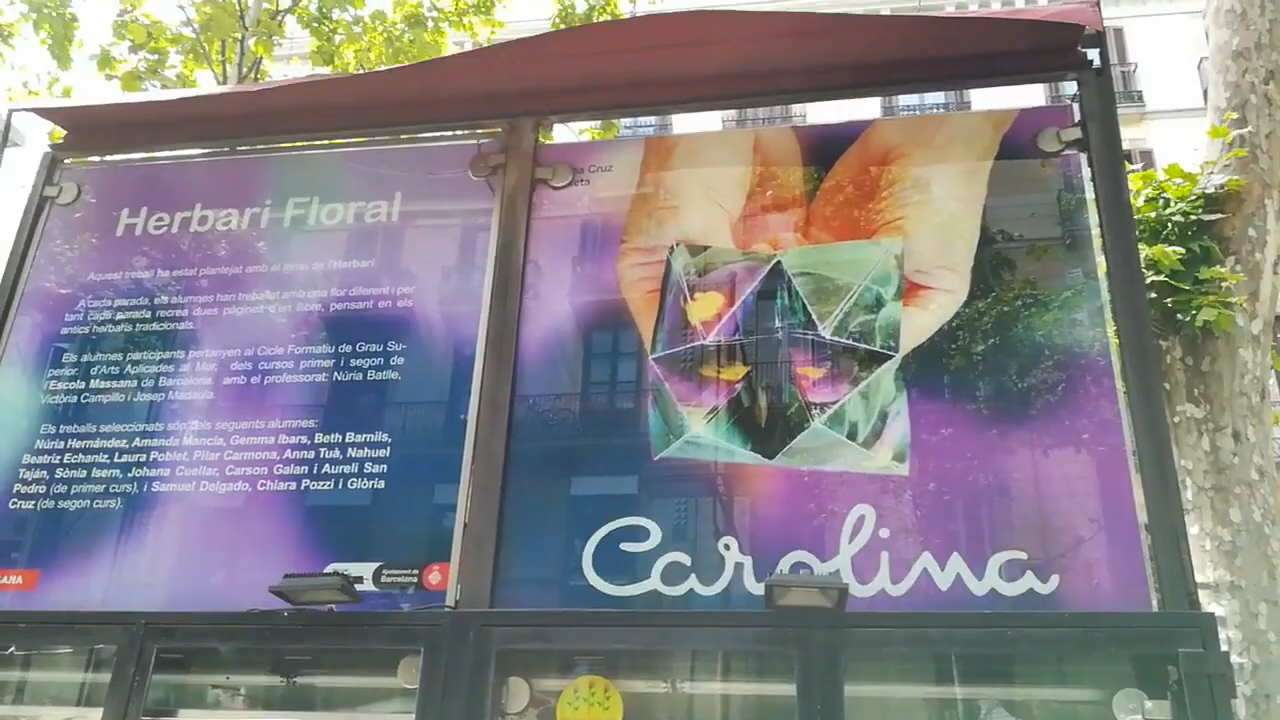 Herbari Floral
Aquest treball ha estat plantejat amb el tema de l'Herbari.
A cada parada, els alumnes han treballat amb una flor diferent i per
tant cada parada recrea dues pàgines d'un llibre, pensant en els
antics herbaris tradicionals.
Els alumnes participants pertanyen al Cicle Formatiu de Grau Su-
perior, d'Arts Aplicades al Mur, dels cursos primer i segon de
l'Escola Massana de Barcelona, amb el professorat: Núria Batlle,
Victòria Campillo i Josep Madaula.
Els treballs seleccionats són dels seguents alumnes:
Núria Hernández, Amanda Mancía, Gemma Ibars, Beth Barnils,
Beatriz Echaniz, Laura Poblet, Pilar Carmona, Anna Tuà, Nahuel
Taján, Sònia Isern, Johana Cuellar, Carson Galan i Aureli San
Pedro (de primer curs), i Samuel Delgado, Chiara Pozzi i Glòria
Cruz (de segon curs).
Ajuntament de
Barcelona
Cruz
Carolina